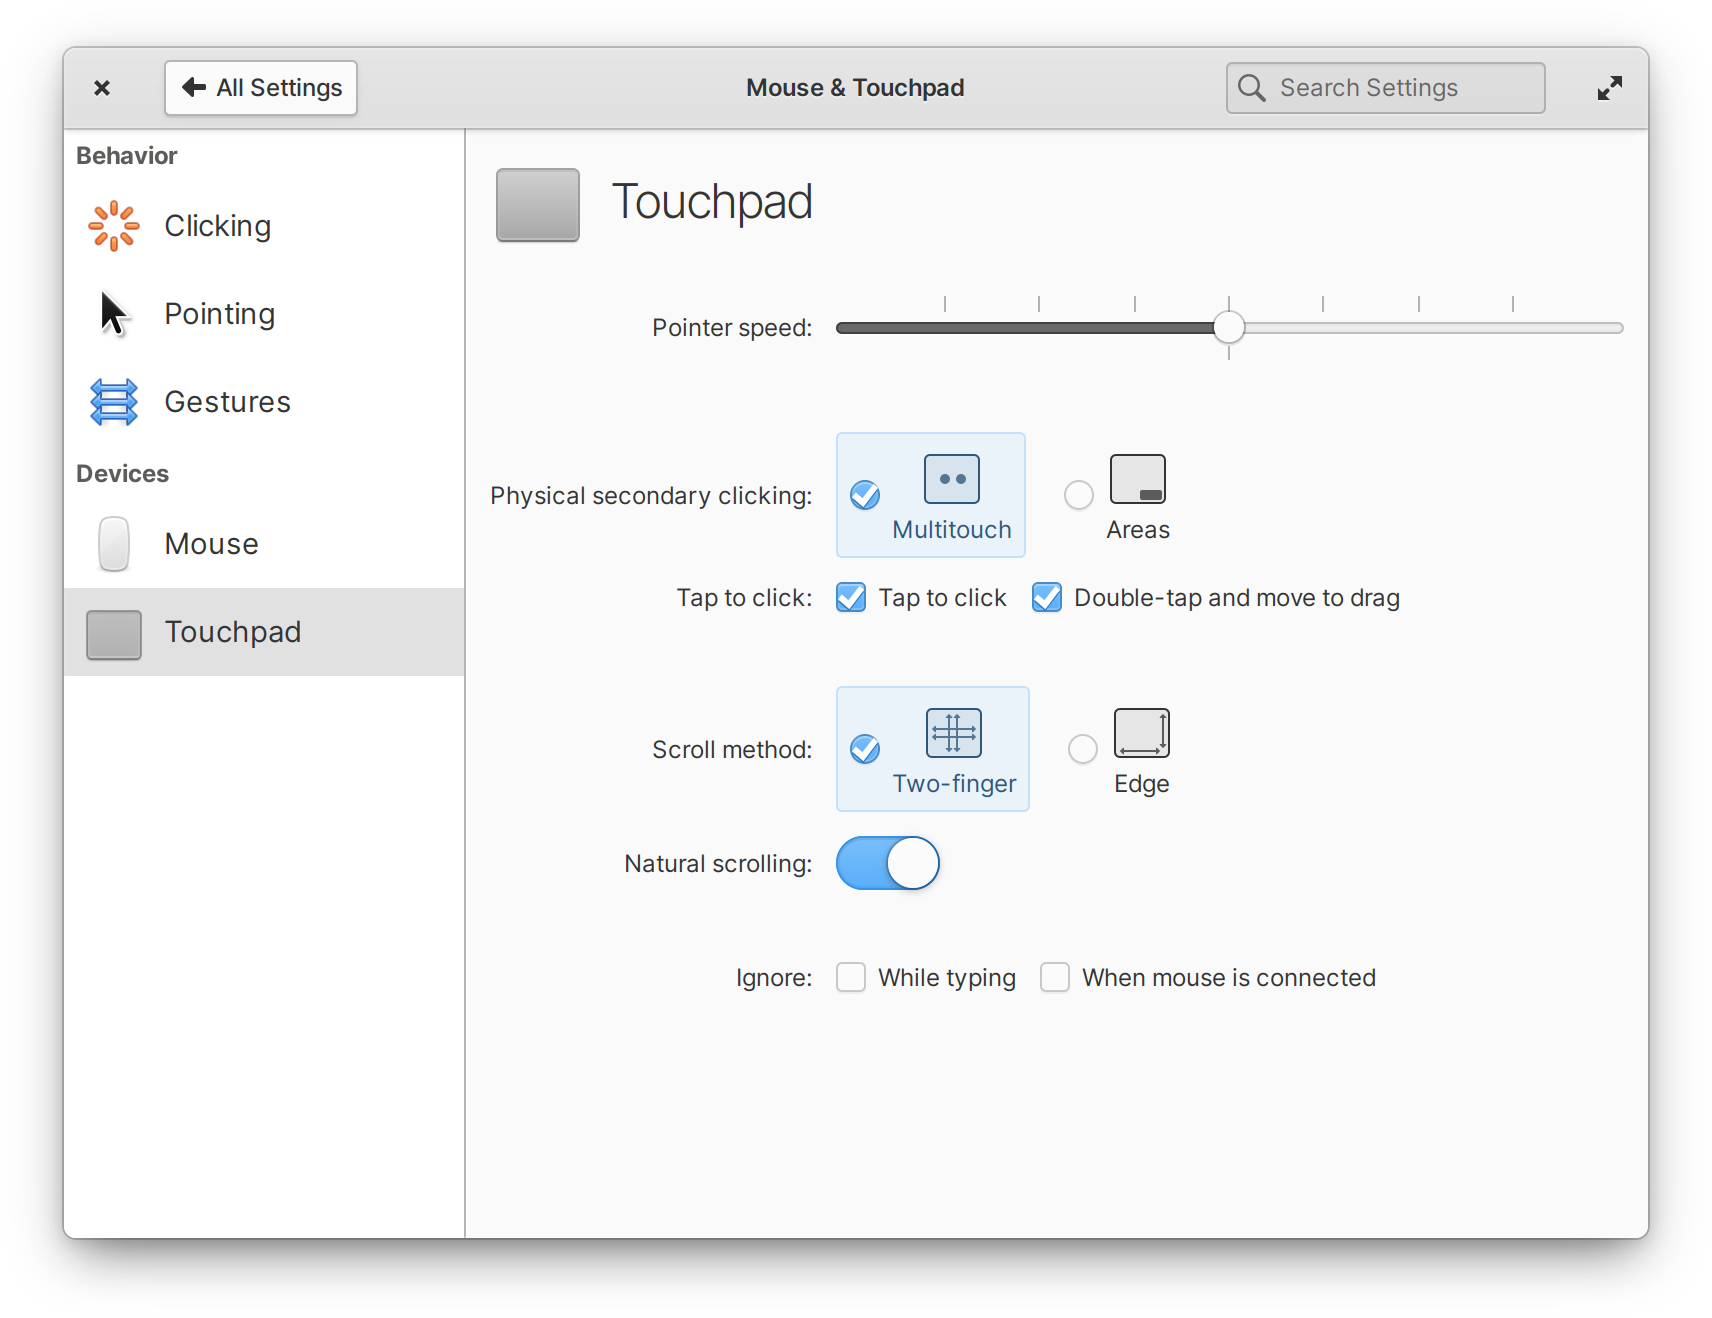 All Settings
Mouse & Touchpad
Search Settings
Behavior
Clicking
Pointing
Gestures
Devices
Mouse
Touchpad
Touchpad
Pointer speed:
Physical secondary clicking:
Multitouch
Areas
Tap to click:
Tap to click
Double-tap and move to drag
Scroll method:
Two-finger
Edge
Natural scrolling:
Ignore:
While typing
When mouse is connected